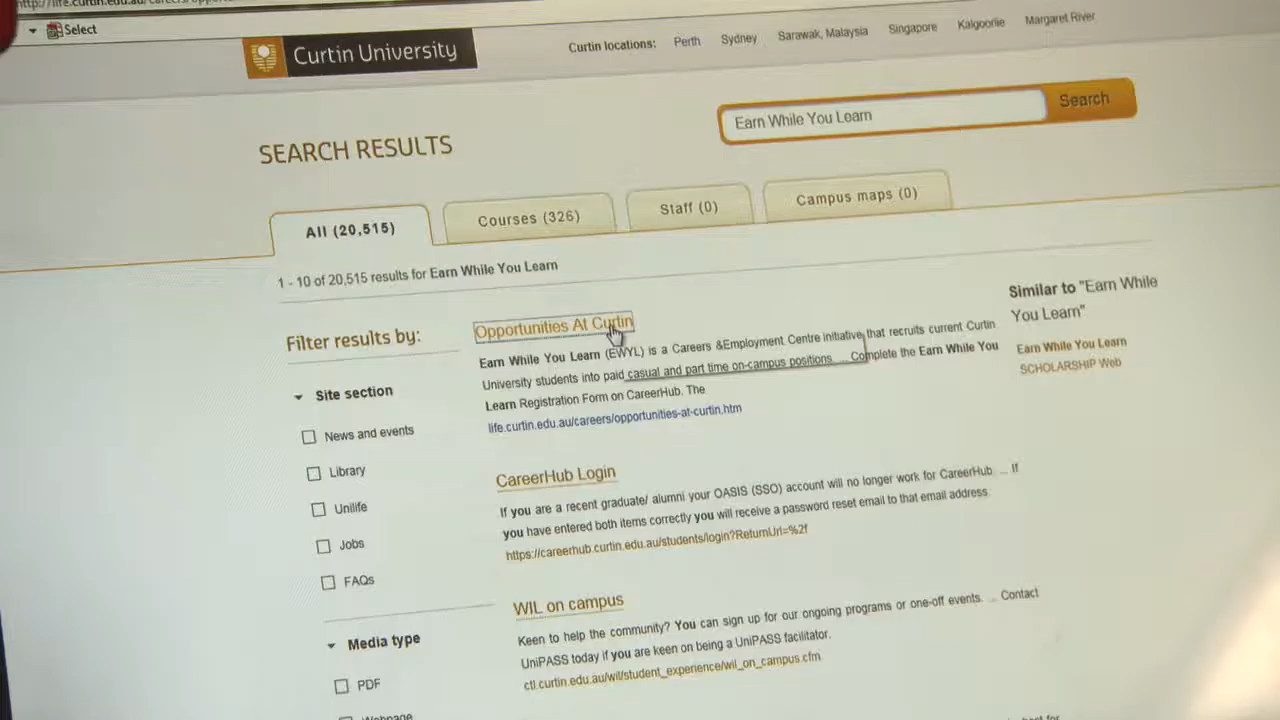 Select
Curtin University
Curtin locations: Perth Sydney Sarawak, Malaysia Singapore Kalgoorlie Margaret River
Earn While You Learn Search
SEARCH RESULTS
All (20,515) Courses (326) Staff (0) Campus maps (0)
1 - 10 of 20,515 results for Earn While You Learn
Filter results by:
Site section
News and events
Library
Unilife
Jobs
FAQs
Media type
PDF
Webpage
Opportunities At Curtin
Earn While You Learn (EWYL) is a Careers &Employment Centre initiative that recruits current Curtin
University students into paid casual and part time on-campus positions. ... Complete the Earn While You
Learn Registration Form on CareerHub. The
life.curtin.edu.au/careers/opportunities-at-curtin.htm
CareerHub Login
If you are a recent graduate/ alumni your OASIS (SSO) account will no longer work for CareerHub. ... If
you have entered both items correctly you will receive a password reset email to that email address.
https://careerhub.curtin.edu.au/students/login?ReturnUrl=%2f
WIL on campus
Keen to help the community? You can sign up for our ongoing programs or one-off events. ... Contact
UniPASS today if you are keen on being a UniPASS facilitator.
ctl.curtin.edu.au/wil/student_experience/wil_on_campus.cfm
Similar to "Earn While
You Learn"
Earn While You Learn
SCHOLARSHIP Web